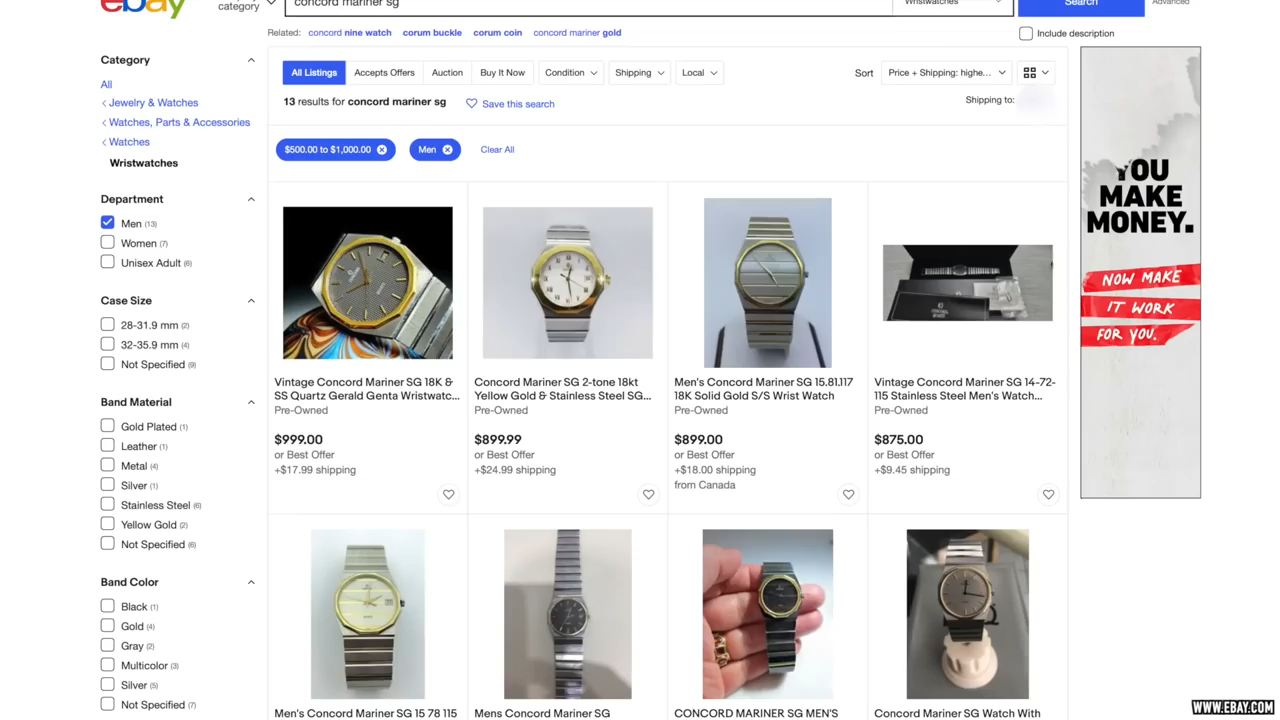 ebay
category
concord mariner sg
Wristwatches
Search
Advanced
Related: concord nine watch corum buckle corum coin concord mariner gold
Include description
Category
All
Jewelry & Watches
Watches, Parts & Accessories
Watches
Wristwatches
Department
Men (13)
Women (7)
Unisex Adult (6)
Case Size
28-31.9 mm (2)
32-35.9 mm (4)
Not Specified (9)
Band Material
Gold Plated (1)
Leather (1)
Metal (4)
Silver (1)
Stainless Steel (6)
Yellow Gold (2)
Not Specified (6)
Band Color
Black (1)
Gold (4)
Gray (2)
Multicolor (3)
Silver (5)
Not Specified (7)
All Listings Accepts Offers Auction Buy It Now Condition Shipping Local
Sort Price + Shipping: highe...
13 results for concord mariner sg Save this search
Shipping to:
$500.00 to $1,000.00 Men Clear All
Vintage Concord Mariner SG 18K &
SS Quartz Gerald Genta Wristwatc...
Pre-Owned
$999.00
or Best Offer
+$17.99 shipping
Concord Mariner SG 2-tone 18kt
Yellow Gold & Stainless Steel SG...
Pre-Owned
$899.99
or Best Offer
+$24.99 shipping
Men's Concord Mariner SG 15.81.117
18K Solid Gold S/S Wrist Watch
Pre-Owned
$899.00
or Best Offer
+$18.00 shipping
from Canada
Vintage Concord Mariner SG 14-72-
115 Stainless Steel Men's Watch...
Pre-Owned
$875.00
or Best Offer
+$9.45 shipping
Men's Concord Mariner SG 15 78 115
Mens Concord Mariner SG
CONCORD MARINER SG MEN'S
Concord Mariner SG Watch With
YOU
MAKE
MONEY.
NOW MAKE
IT WORK
FOR YOU.
WWW.EBAY.COM